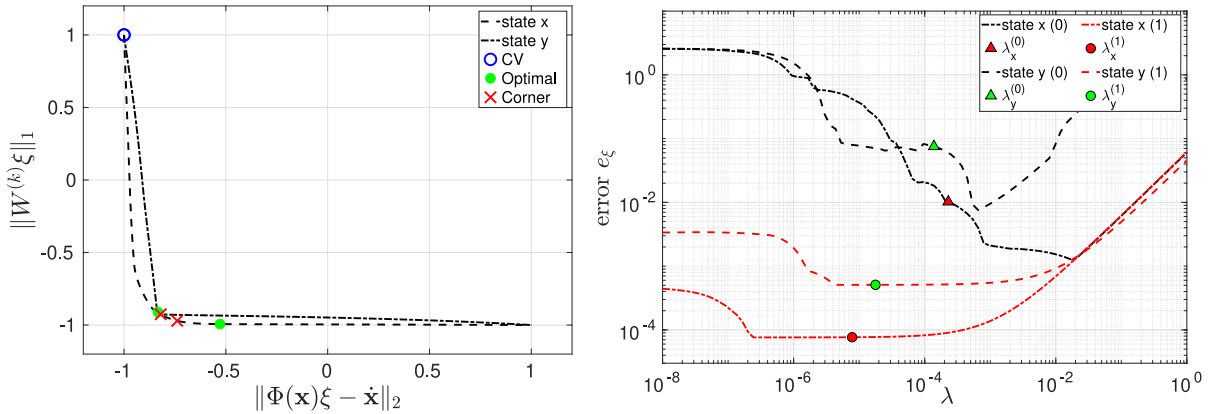 1
0.5
0
-0.5
-1
-1
-0.5
0
0.5
1
‖W^(k)ξ‖₁
‖Φ(x)ξ − ẋ‖₂
state x
state y
CV
Optimal
Corner
10^0
10^-2
10^-4
10^-8
10^-6
10^-4
10^-2
10^0
error e_ξ
λ
state x (0)
λ_x^(0)
state y (0)
λ_y^(0)
state x (1)
λ_x^(1)
state y (1)
λ_y^(1)